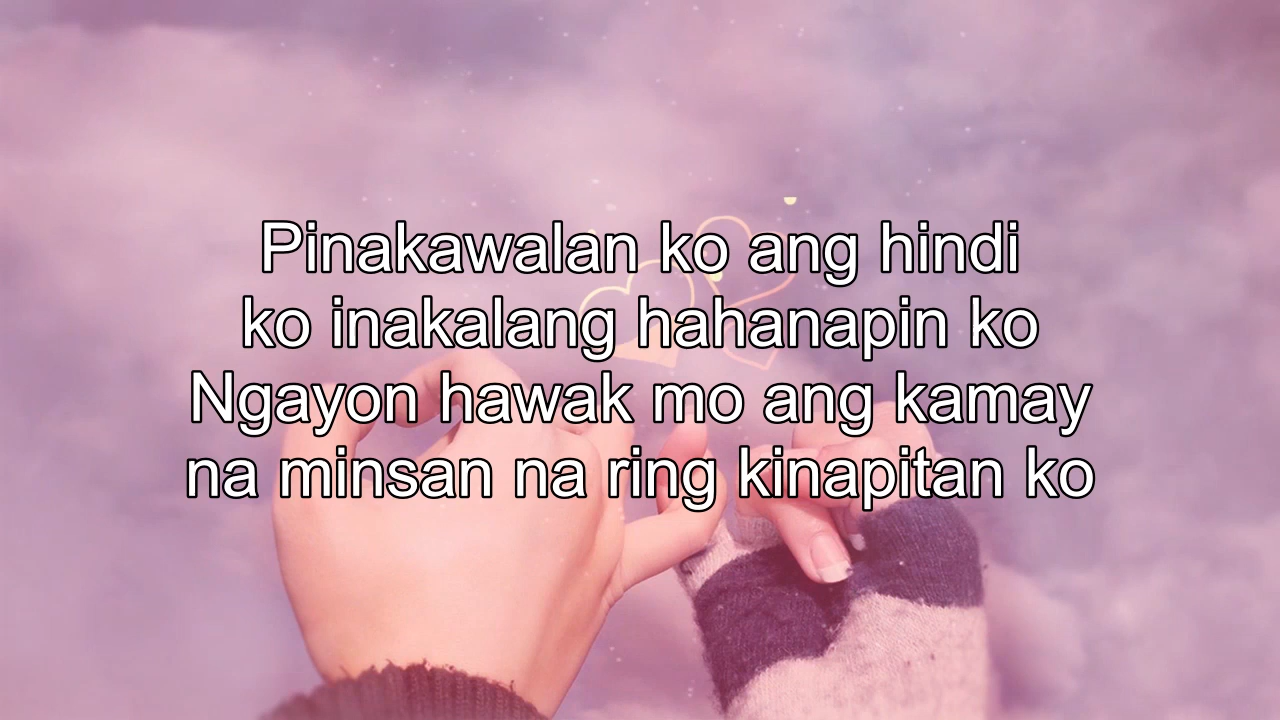 Pinakawalan ko ang hindi
ko inakalang hahanapin ko
Ngayon hawak mo ang kamay
na minsan na ring kinapitan ko